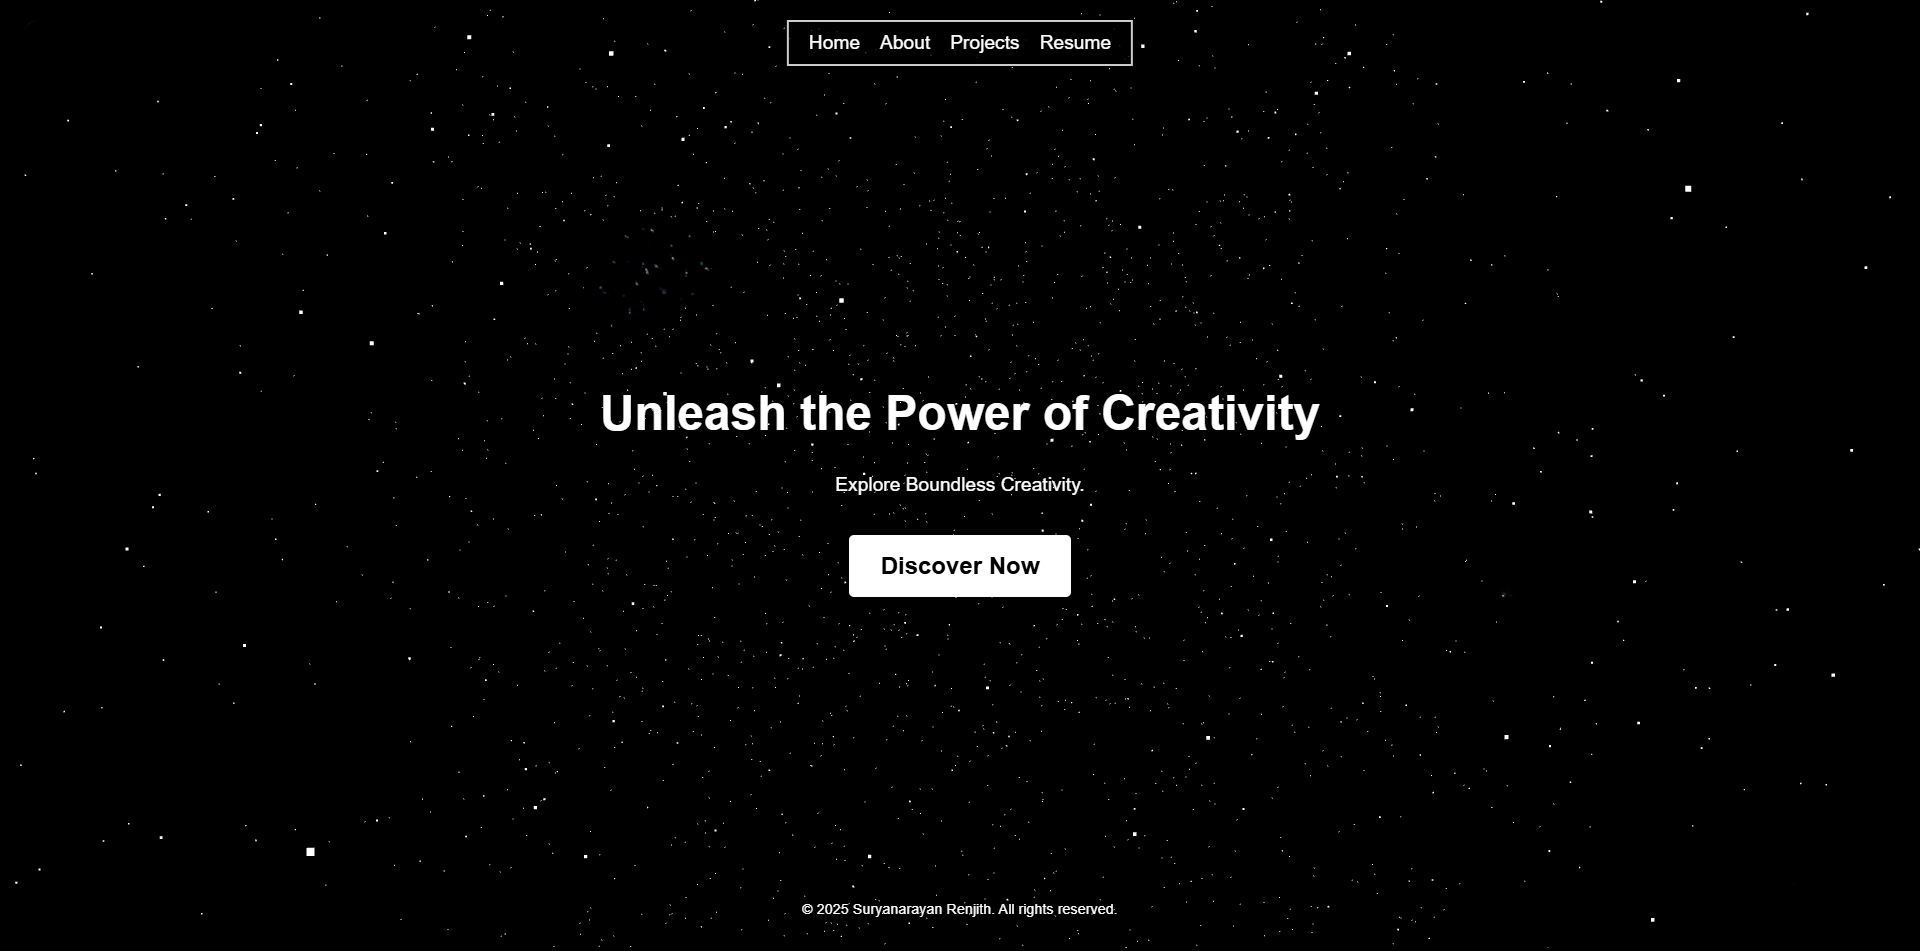 Home About Projects Resume
Unleash the Power of Creativity
Explore Boundless Creativity.
Discover Now
© 2025 Suryanarayan Renjith. All rights reserved.